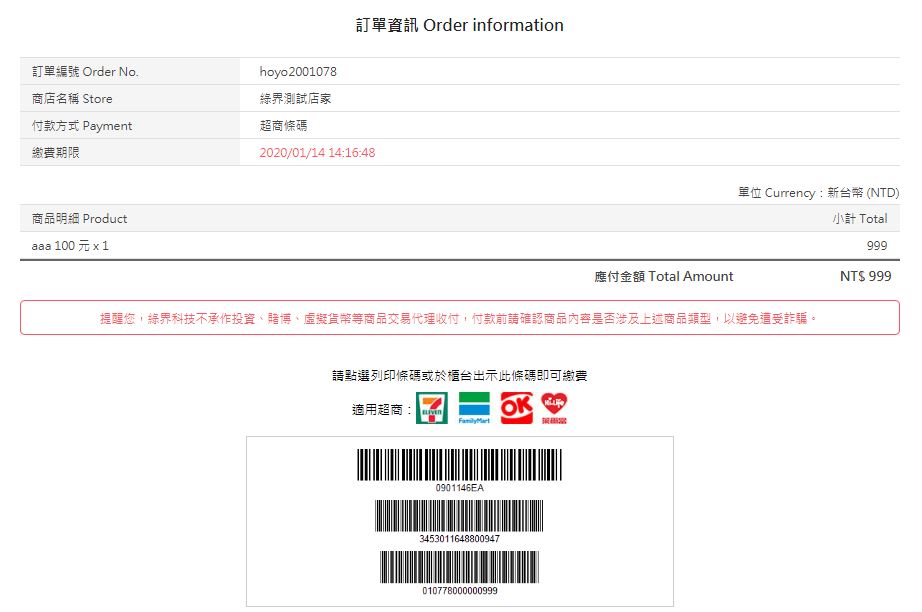 訂單資訊 Order information
訂單編號 Order No. hoyo2001078
商店名稱 Store 綠界測試店家
付款方式 Payment 超商條碼
繳費期限 2020/01/14 14:16:48
單位 Currency：新台幣 (NTD)
商品明細 Product 小計 Total
aaa 100 元 x 1 999
應付金額 Total Amount NT$ 999
提醒您，綠界科技不承作投資、賭博、虛擬貨幣等商品交易代理收付，付款前請確認商品內容是否涉及上述商品類型，以避免遭受詐騙。
請點選列印條碼或於櫃台出示此條碼即可繳費
適用超商： 7 ELEVEN FamilyMart OK Hi-Life 萊爾富
0901146EA
3453011648800947
010778000000999